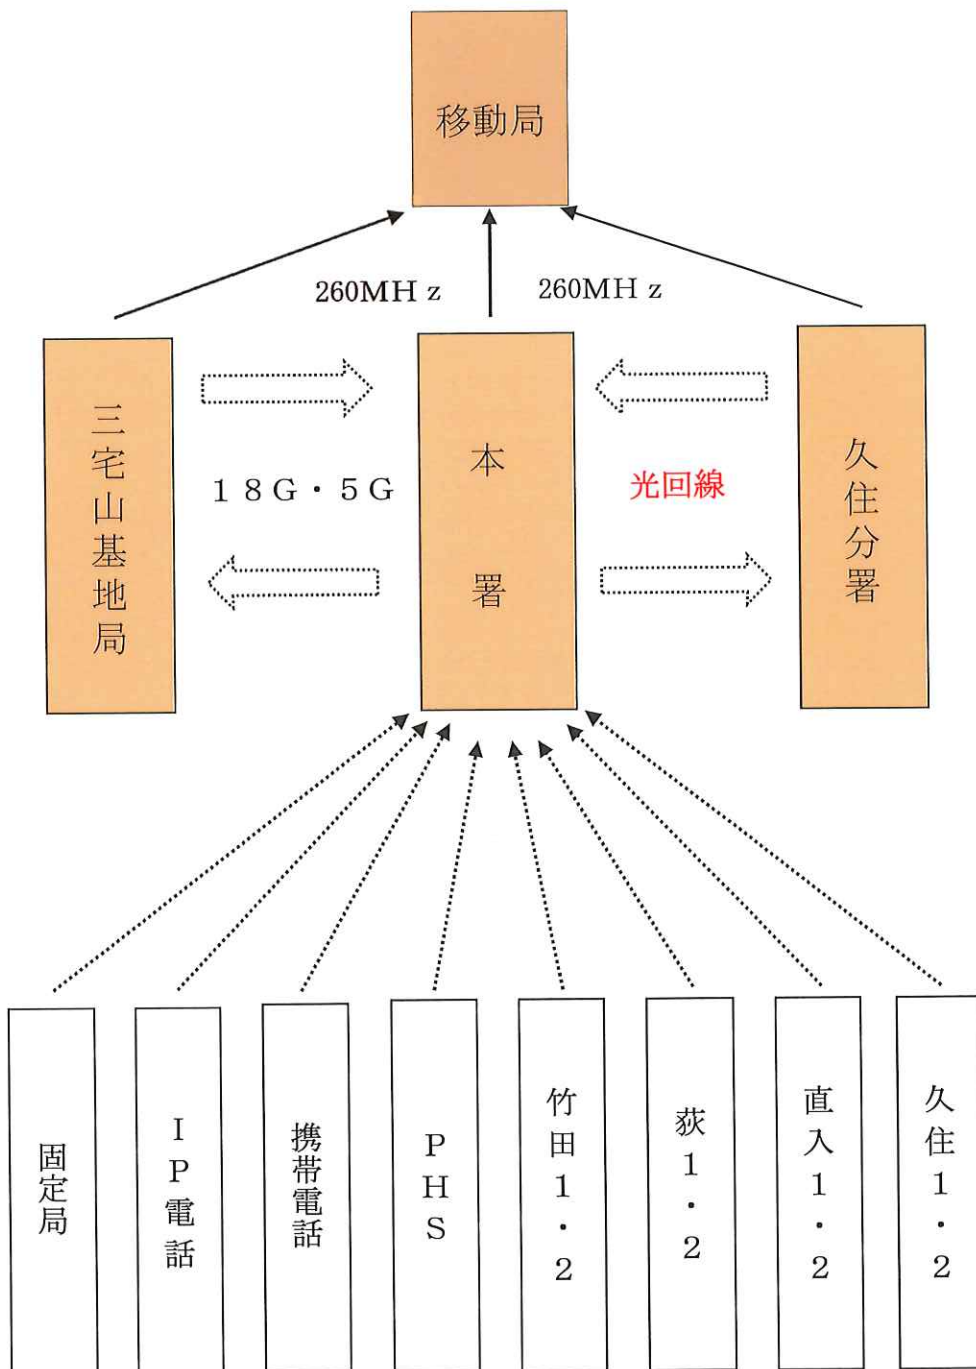 移動局
260MHz
260MHz
三宅山基地局
18G・5G
本署
光回線
久住分署
固定局
IP電話
携帯電話
PHS
竹田1・2
荻1・2
直入1・2
久住1・2